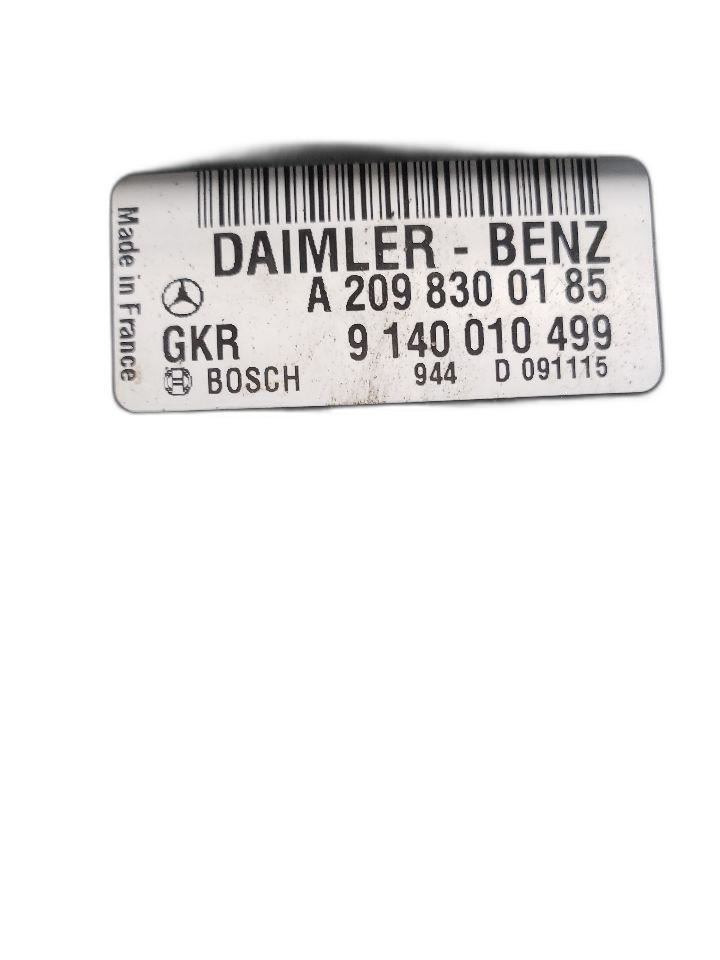 Made in France
DAIMLER - BENZ
A 209 830 01 85
GKR 9 140 010 499
BOSCH 944 D 091115